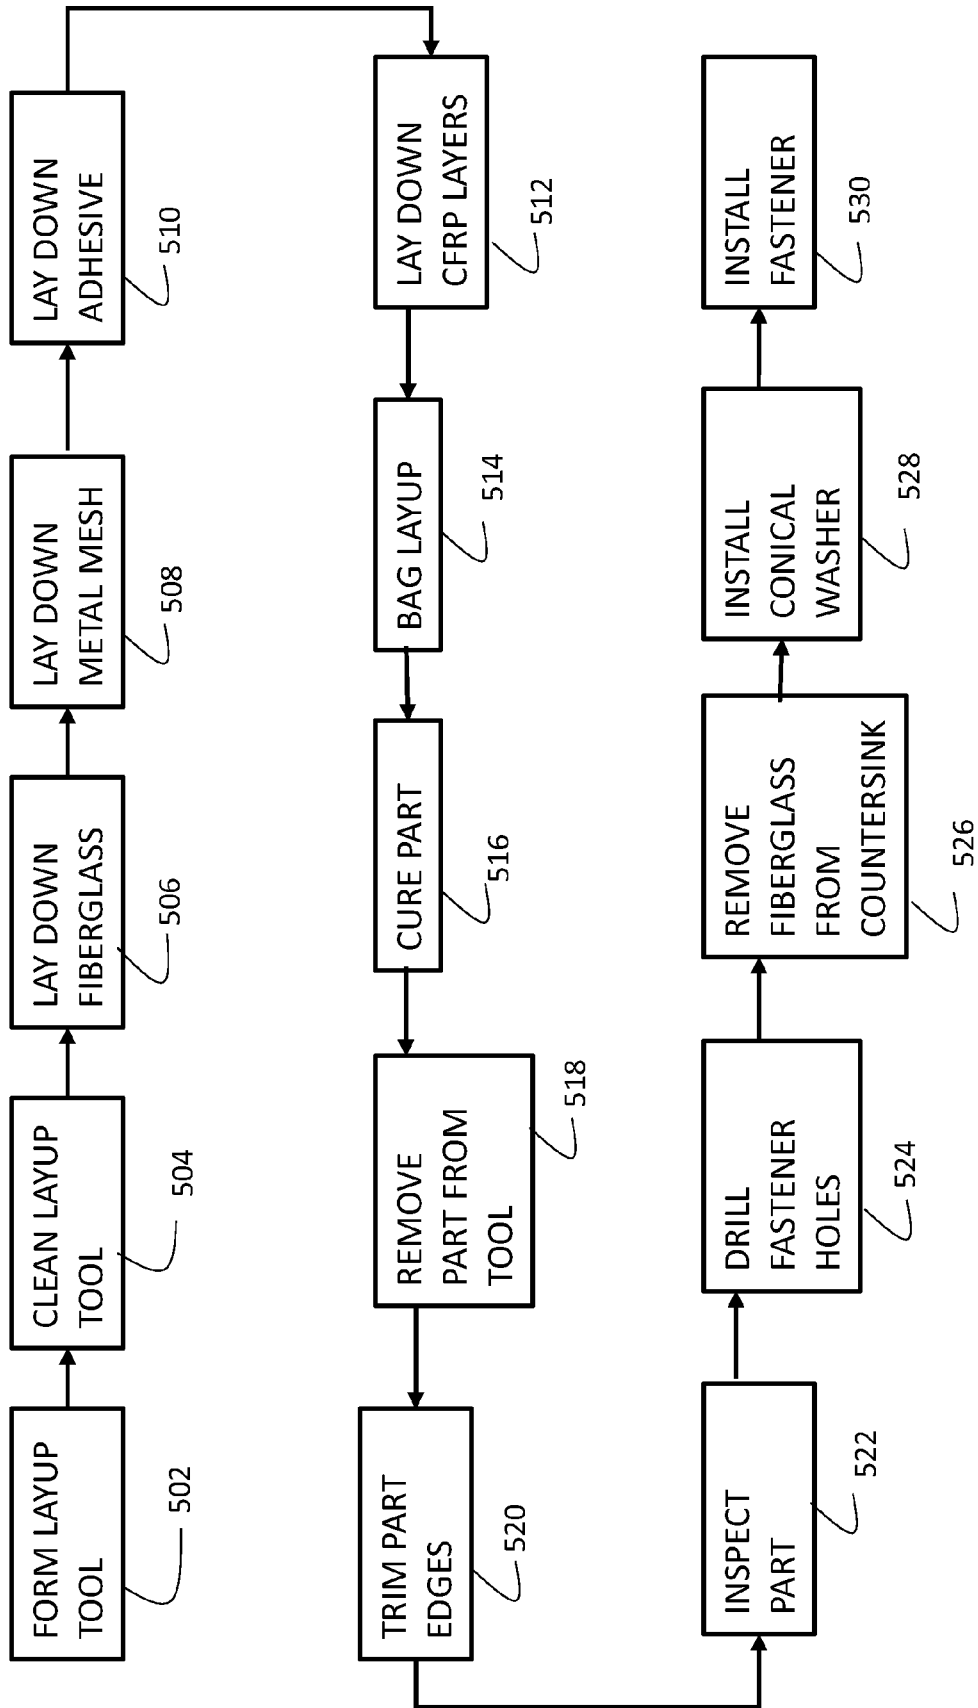 FORM LAYUP
TOOL
502
CLEAN LAYUP
TOOL
504
LAY DOWN
FIBERGLASS
506
LAY DOWN
METAL MESH
508
LAY DOWN
ADHESIVE
510
LAY DOWN
CFRP LAYERS
512
BAG LAYUP
514
CURE PART
516
REMOVE
PART FROM
TOOL
518
TRIM PART
EDGES
520
INSPECT
PART
522
DRILL
FASTENER
HOLES
524
REMOVE
FIBERGLASS
FROM
COUNTERSINK
526
INSTALL
CONICAL
WASHER
528
INSTALL
FASTENER
530